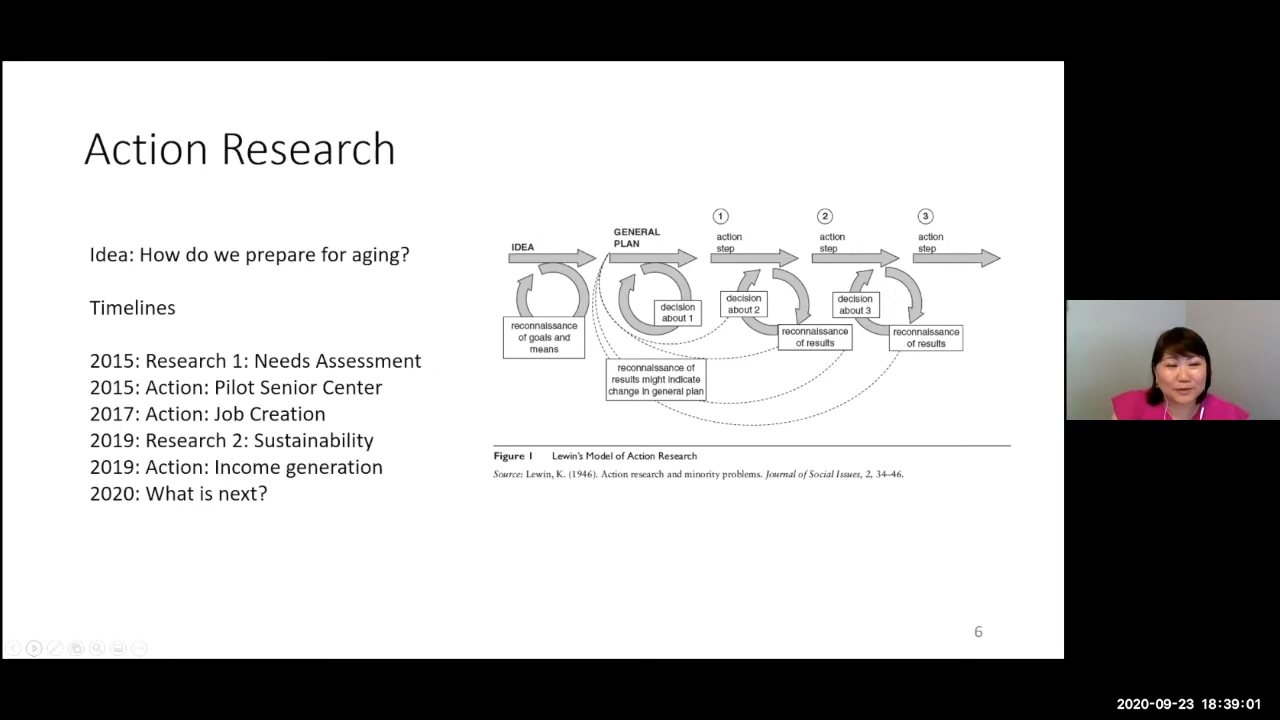 Action Research
Idea: How do we prepare for aging?
Timelines
2015: Research 1: Needs Assessment
2015: Action: Pilot Senior Center
2017: Action: Job Creation
2019: Research 2: Sustainability
2019: Action: Income generation
2020: What is next?
IDEA
reconnaissance
of goals and
means
GENERAL
PLAN
decision
about 1
reconnaissance of
results might indicate
change in general plan
1
action
step
decision
about 2
reconnaissance
of results
2
action
step
decision
about 3
reconnaissance
of results
3
action
step
Figure 1 Lewin's Model of Action Research
Source: Lewin, K. (1946). Action research and minority problems. Journal of Social Issues, 2, 34–46.
6
2020-09-23 18:39:01